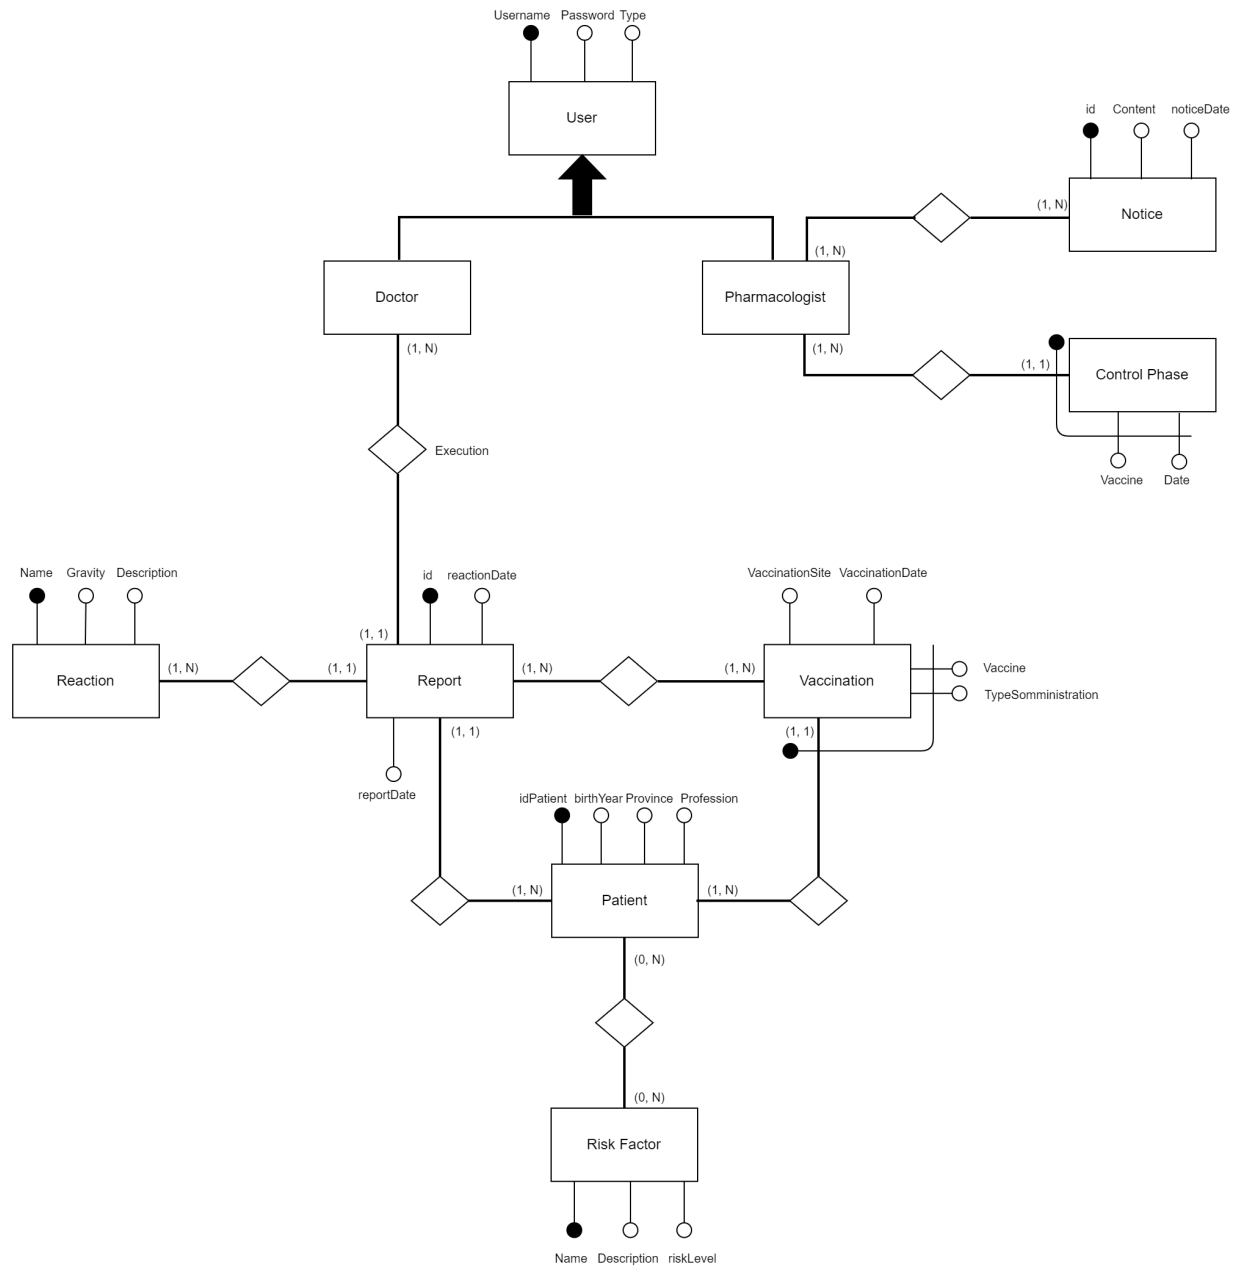 Username Password Type
User
id Content noticeDate
Notice
(1, N)
(1, N)
Doctor
Pharmacologist
(1, N)
(1, N)
(1, 1)
Control Phase
Vaccine Date
Execution
Name Gravity Description
id reactionDate
VaccinationSite VaccinationDate
(1, 1)
Reaction
(1, N)
(1, 1)
Report
(1, N)
(1, N)
Vaccination
Vaccine
TypeSomministration
(1, 1)
(1, 1)
reportDate
idPatient birthYear Province Profession
(1, N)
Patient
(1, N)
(0, N)
(0, N)
Risk Factor
Name Description riskLevel